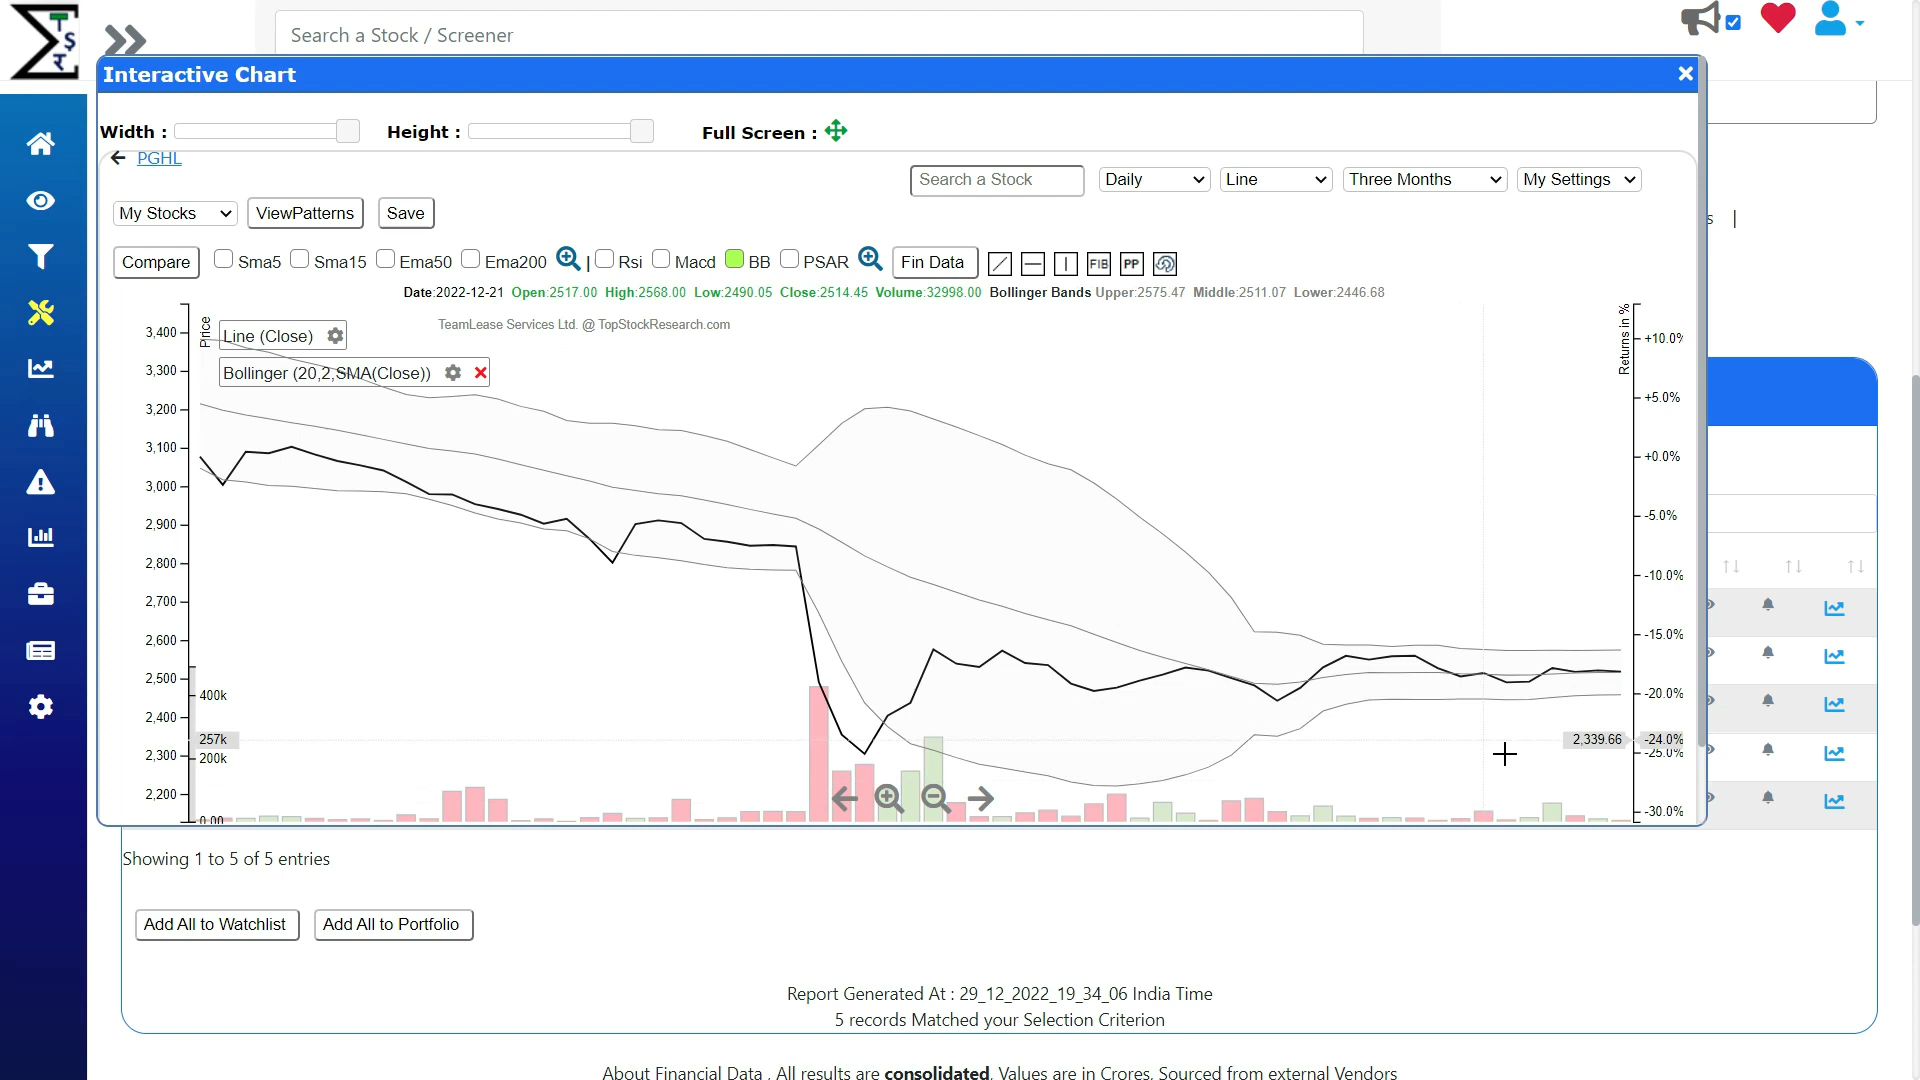 T
$
₹
Search a Stock / Screener
Interactive Chart
Width :
Height :
Full Screen :
PGHL
Search a Stock
Daily
Line
Three Months
My Settings
My Stocks
ViewPatterns
Save
s |
Compare
Sma5
Sma15
Ema50
Ema200
|
Rsi
Macd
BB
PSAR
Fin Data
FIB
PP
Date:2022-12-21 Open:2517.00 High:2568.00 Low:2490.05 Close:2514.45 Volume:32998.00 Bollinger Bands Upper:2575.47 Middle:2511.07 Lower:2446.68
TeamLease Services Ltd. @ TopStockResearch.com
Price
Line (Close)
Bollinger (20,2,SMA(Close))
Returns in %
3,400
3,300
3,200
3,100
3,000
2,900
2,800
2,700
2,600
2,500
2,400
2,300
2,200
400k
257k
200k
0.00
+10.0%
+5.0%
+0.0%
-5.0%
-10.0%
-15.0%
-20.0%
2,339.66
-24.0%
-25.0%
-30.0%
Showing 1 to 5 of 5 entries
Add All to Watchlist
Add All to Portfolio
Report Generated At : 29_12_2022_19_34_06 India Time
5 records Matched your Selection Criterion
About Financial Data . All results are consolidated. Values are in Crores. Sourced from external Vendors